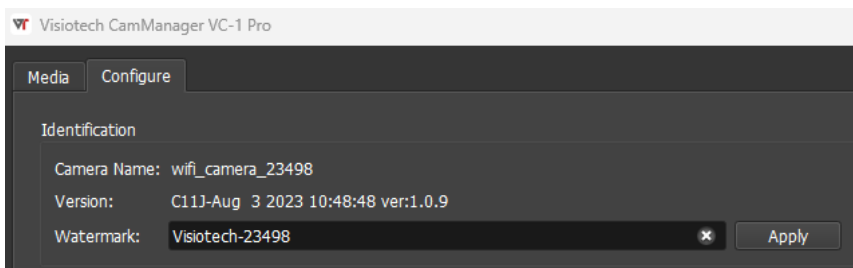 Visiotech CamManager VC-1 Pro
Media Configure
Identification
Camera Name: wifi_camera_23498
Version: C11J-Aug 3 2023 10:48:48 ver:1.0.9
Watermark: Visiotech-23498 Apply